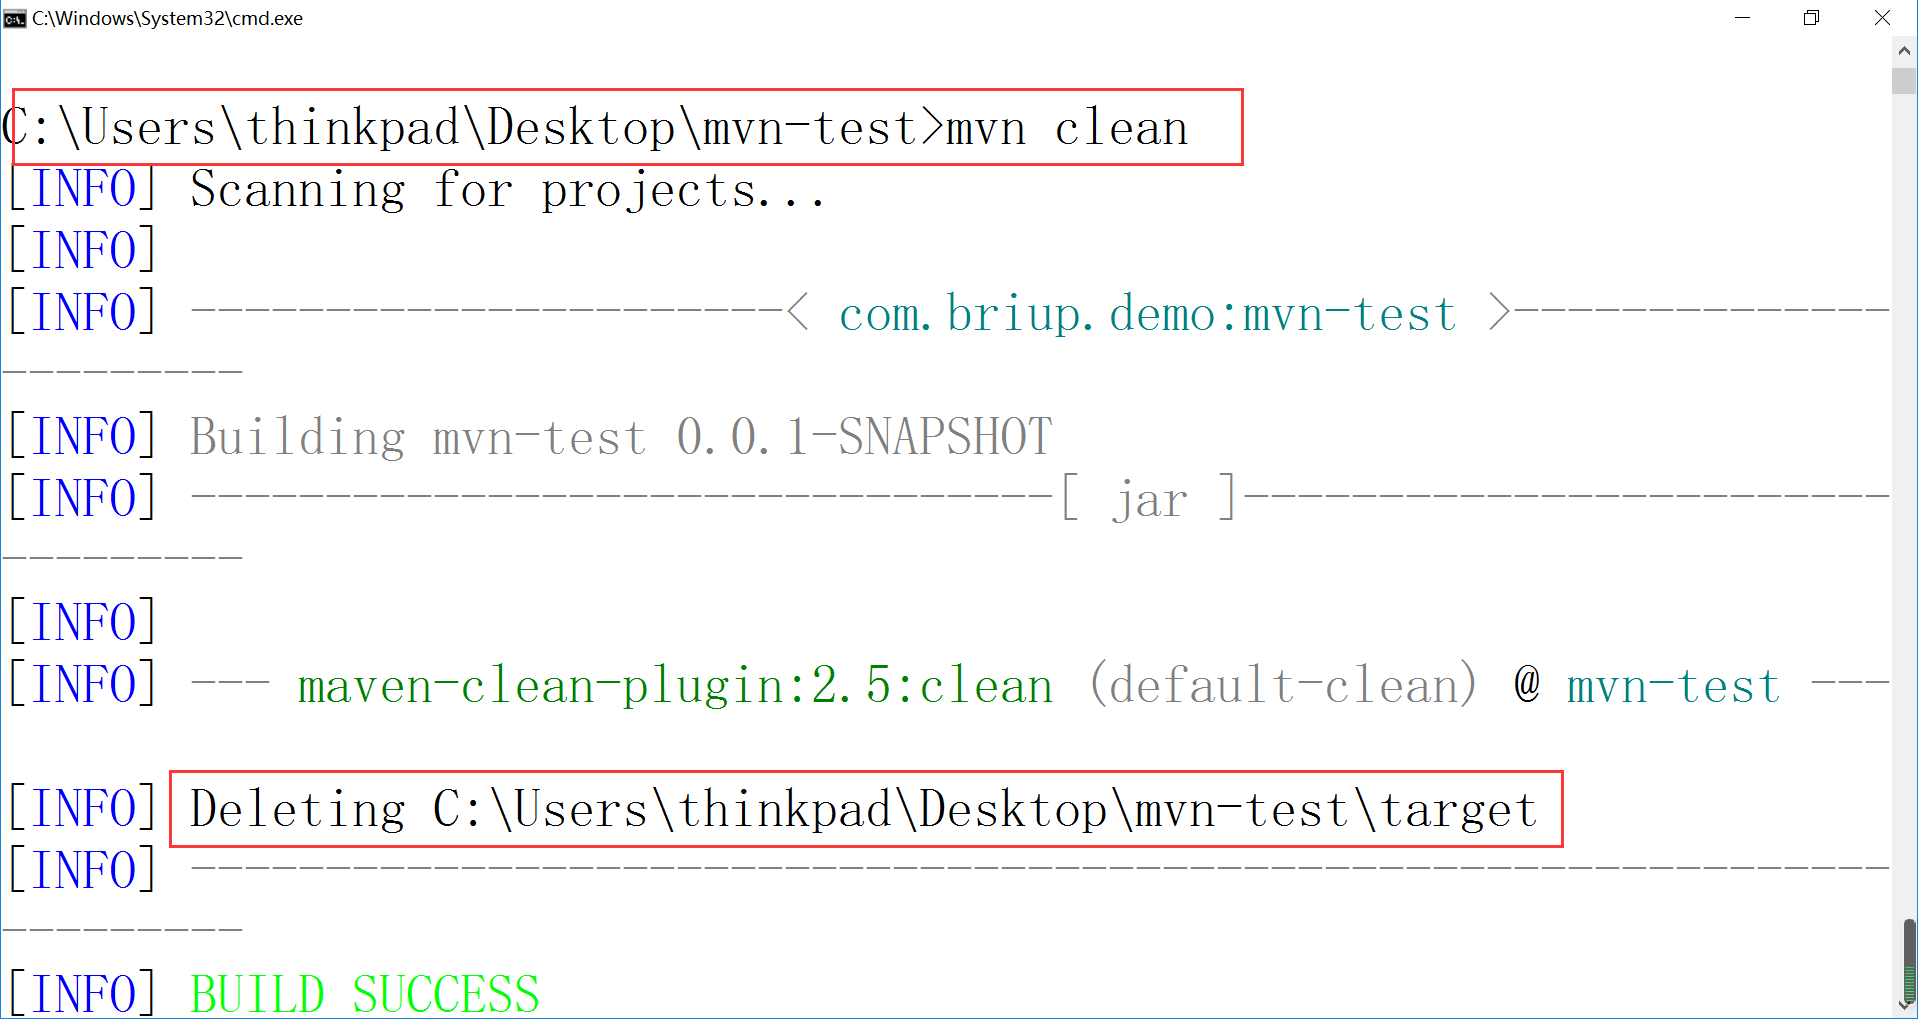 C:\Windows\System32\cmd.exe
C:\Users\thinkpad\Desktop\mvn-test>mvn clean
[INFO] Scanning for projects...
[INFO]
[INFO] ----------------------< com.briup.demo:mvn-test >--------------
---------
[INFO] Building mvn-test 0.0.1-SNAPSHOT
[INFO] --------------------------------[ jar ]------------------------
---------
[INFO]
[INFO] --- maven-clean-plugin:2.5:clean (default-clean) @ mvn-test ---
[INFO] Deleting C:\Users\thinkpad\Desktop\mvn-test\target
[INFO] ---------------------------------------------------------------
---------
[INFO] BUILD SUCCESS